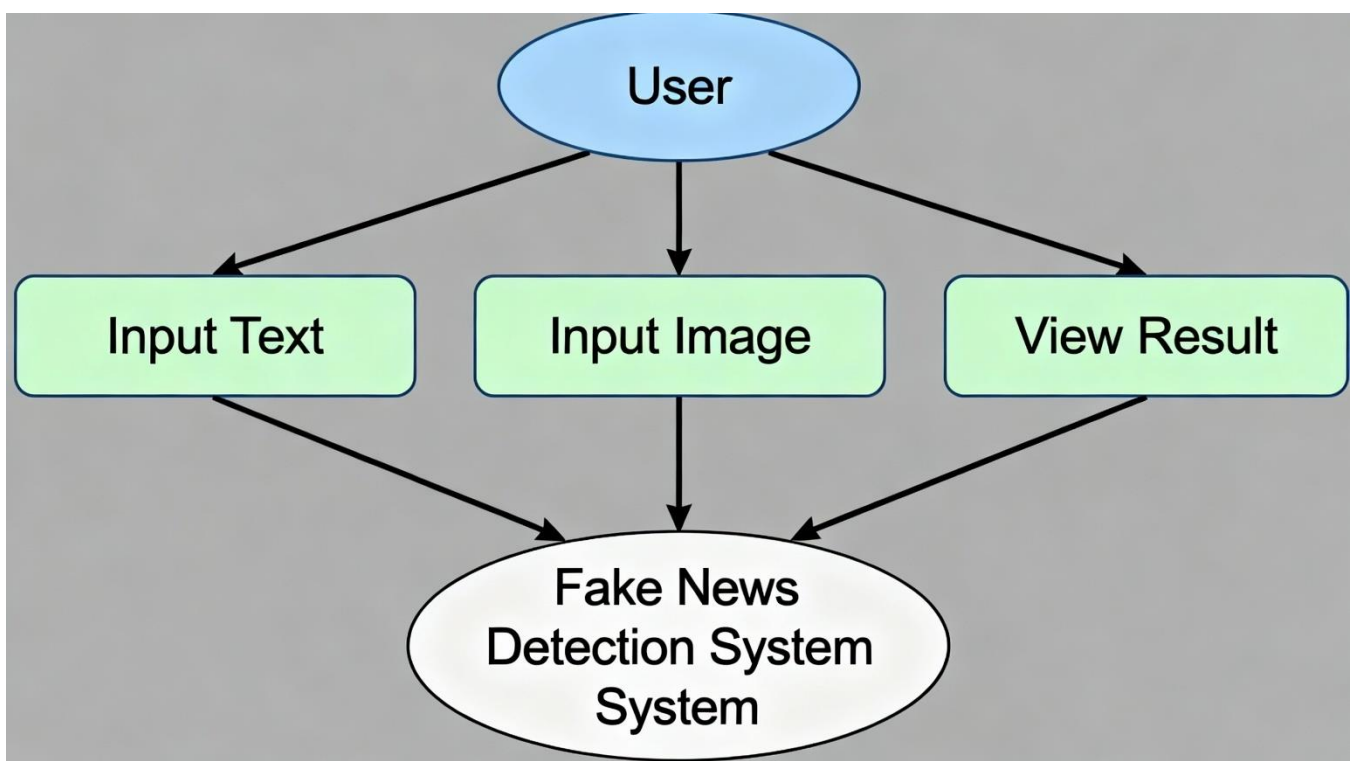 User
Input Text
Input Image
View Result
Fake News
Detection System
System